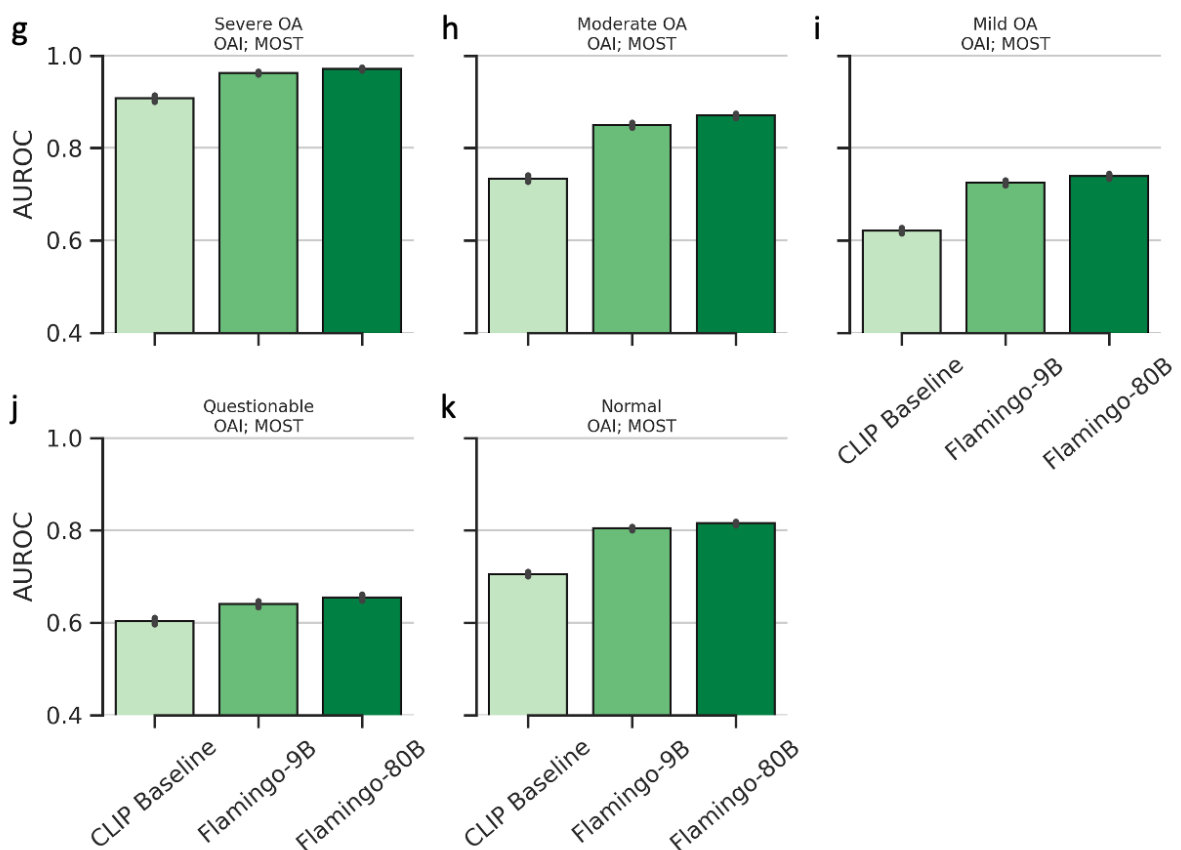 g
Severe OA
OAI; MOST
h
Moderate OA
OAI; MOST
i
Mild OA
OAI; MOST
AUROC
1.0
0.8
0.6
0.4
CLIP Baseline
Flamingo-9B
Flamingo-80B
j
Questionable
OAI; MOST
k
Normal
OAI; MOST
AUROC
1.0
0.8
0.6
0.4
CLIP Baseline
Flamingo-9B
Flamingo-80B
CLIP Baseline
Flamingo-9B
Flamingo-80B